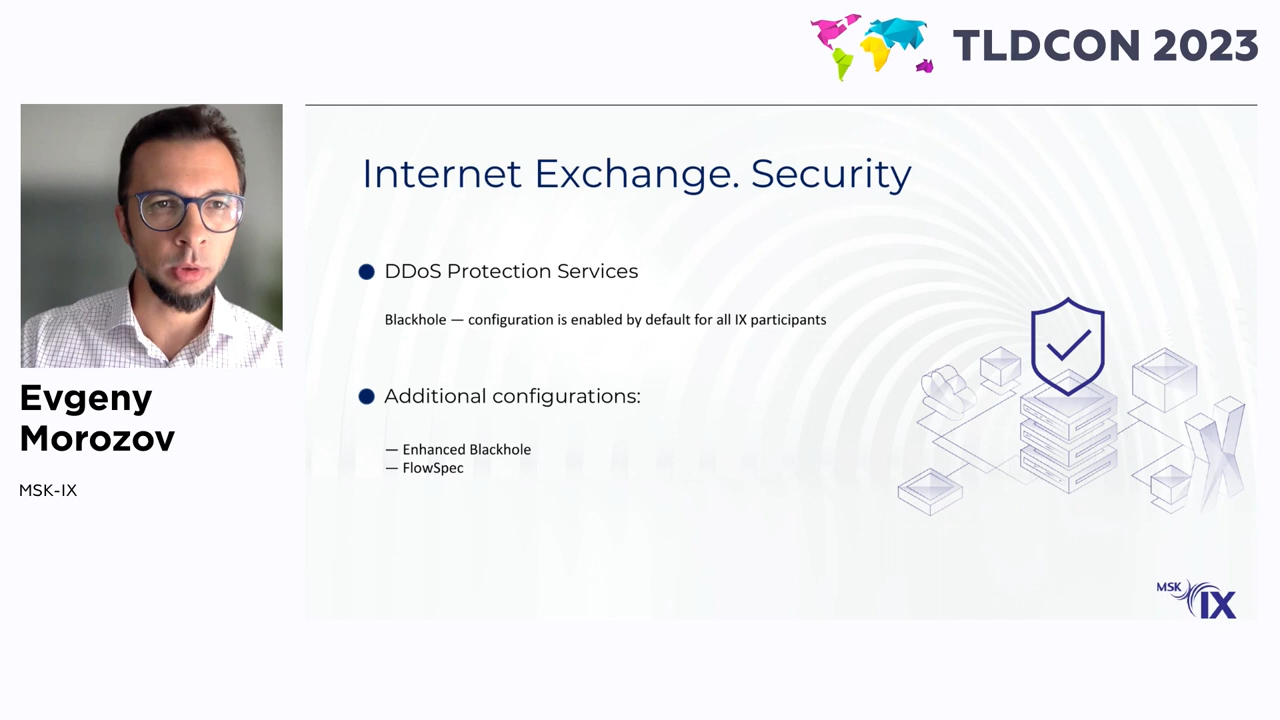 TLDCON 2023
Evgeny
Morozov
MSK-IX
Internet Exchange. Security
DDoS Protection Services
Blackhole — configuration is enabled by default for all IX participants
Additional configurations:
— Enhanced Blackhole
— FlowSpec
MSK IX